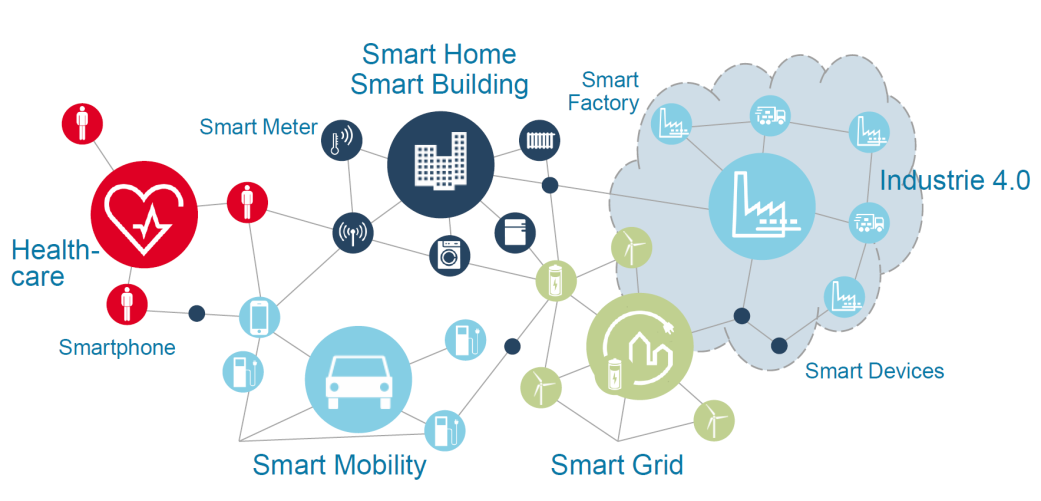 Smart Home
Smart Building
Smart
Factory
Smart Meter
Industrie 4.0
Health-
care
Smartphone
Smart Devices
Smart Mobility
Smart Grid